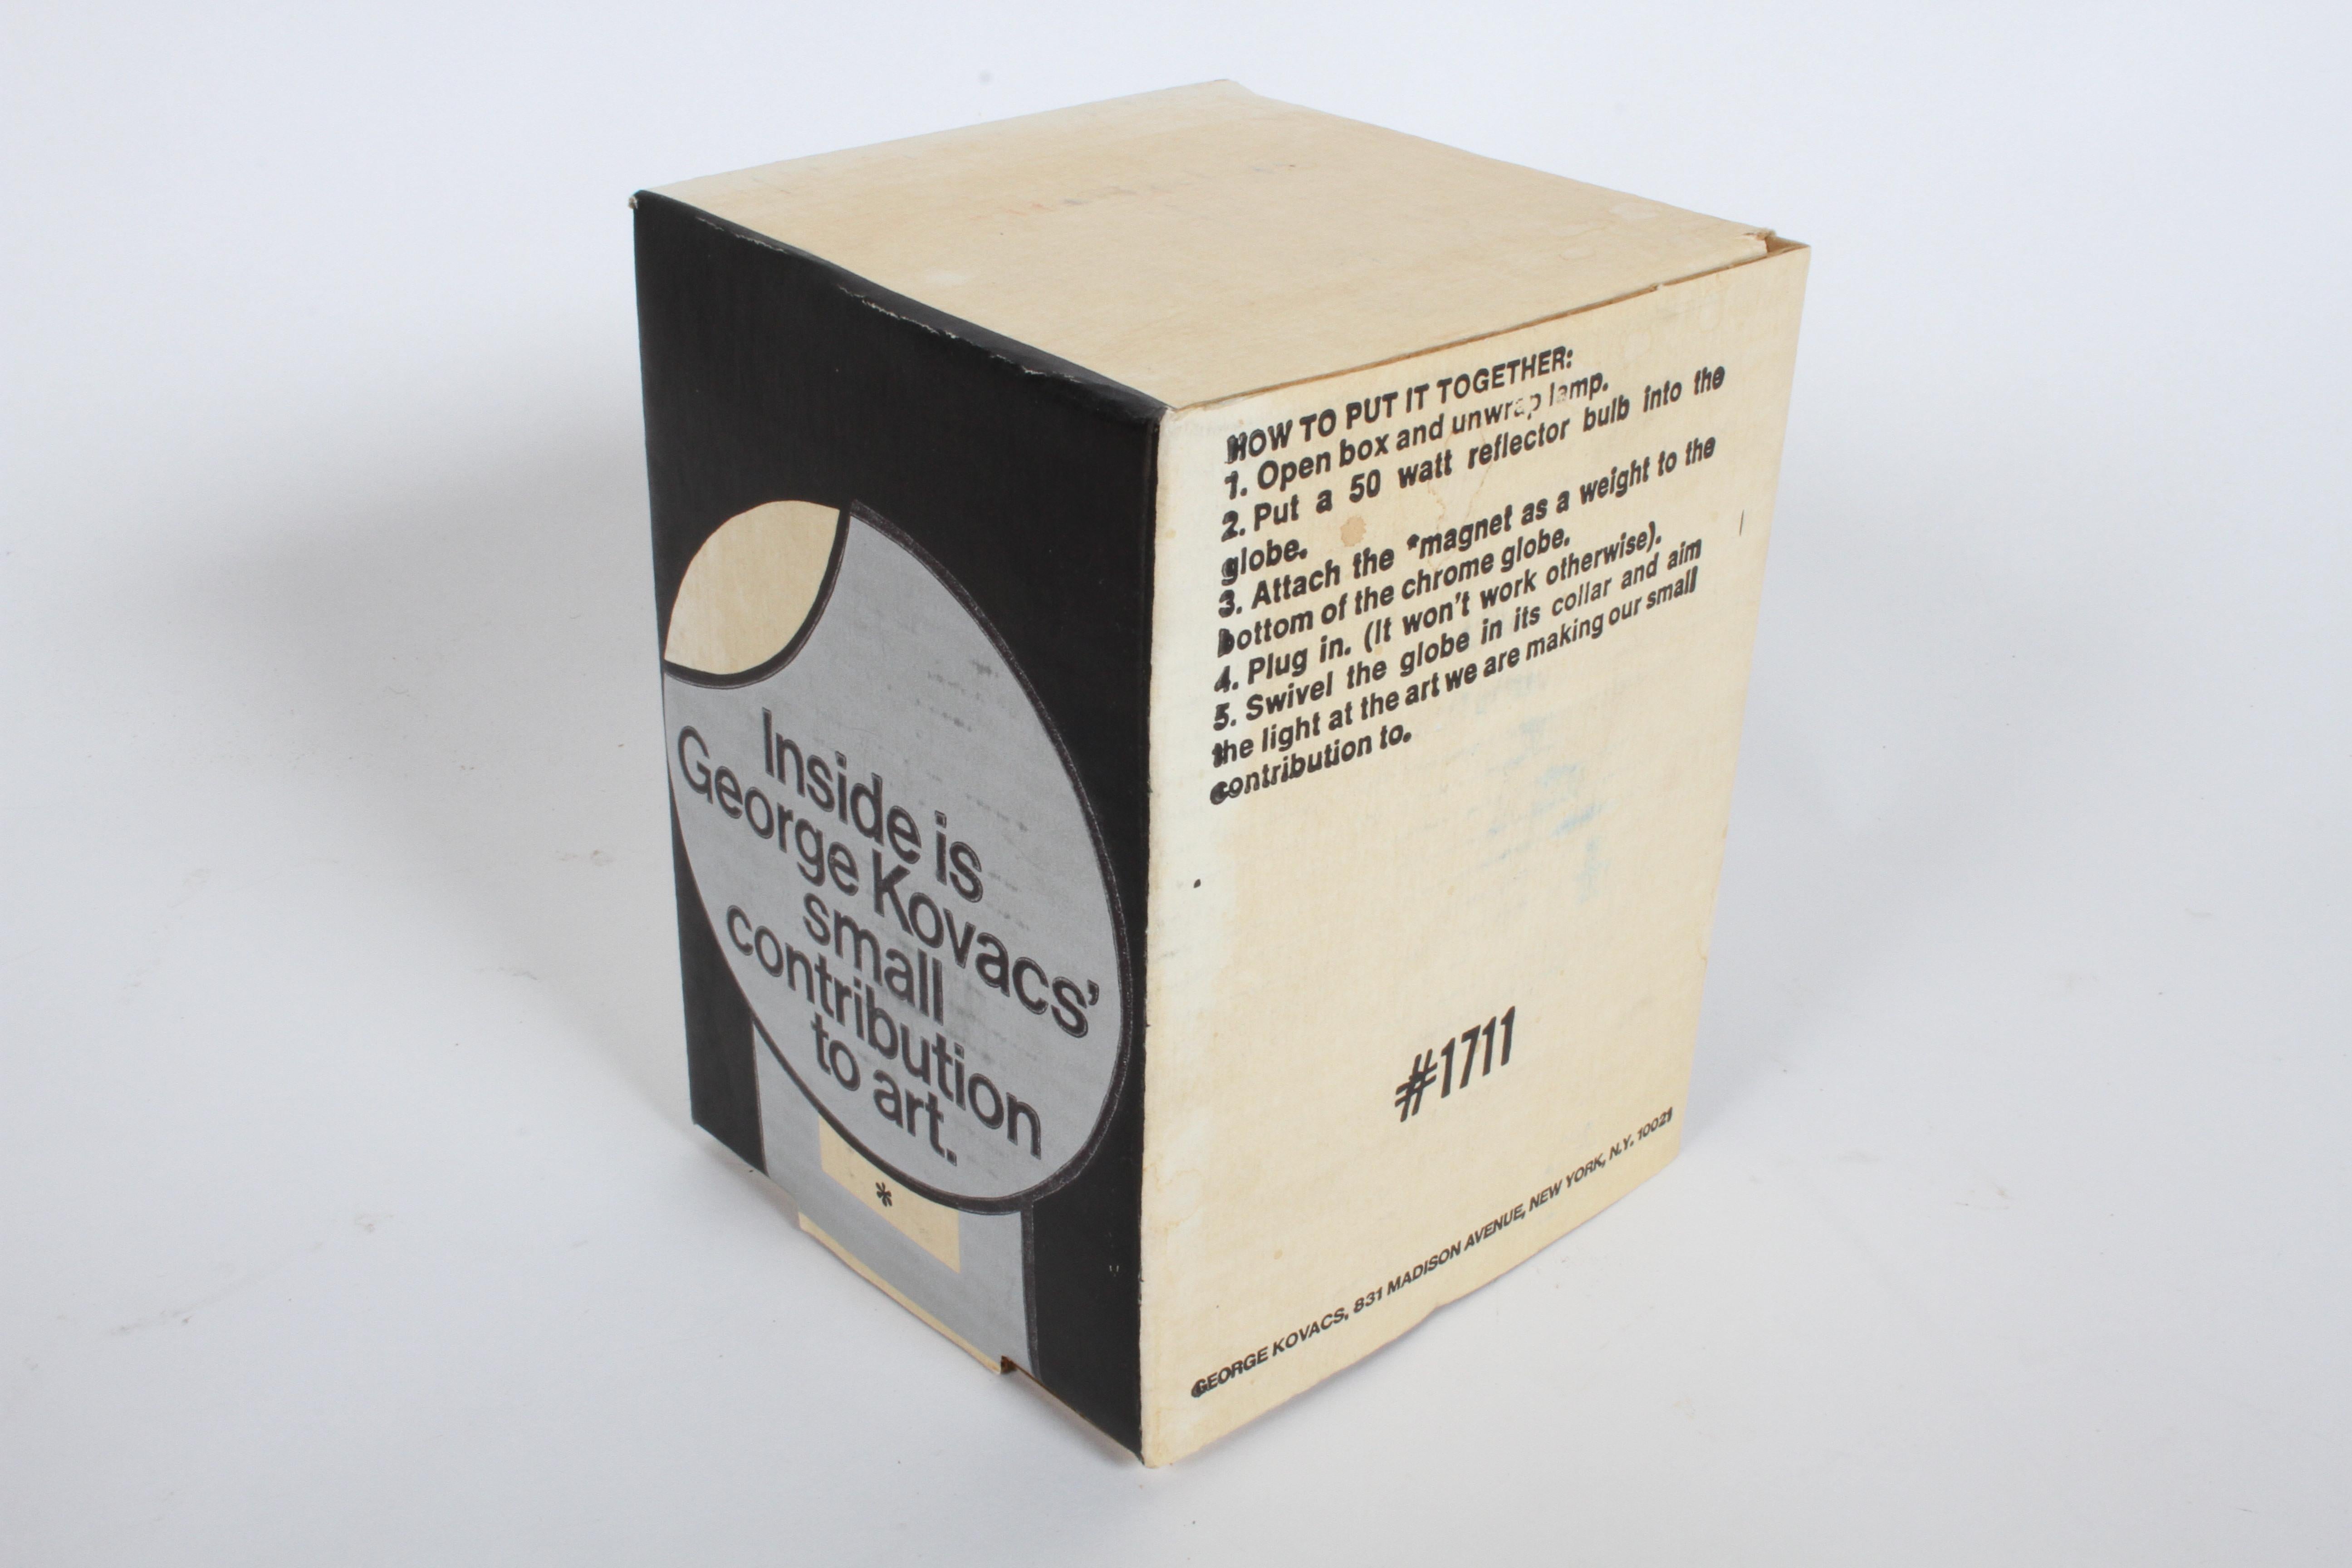 Inside is
George Kovacs'
small
contribution
to art.
*
HOW TO PUT IT TOGETHER:
1. Open box and unwrap lamp.
2. Put a 50 watt reflector bulb into the
globe.
3. Attach the *magnet as a weight to the
bottom of the chrome globe.
4. Plug in. (It won't work otherwise).
5. Swivel the globe in its collar and aim
the light at the art we are making our small
contribution to.
#1711
GEORGE KOVACS, 831 MADISON AVENUE, NEW YORK, N.Y. 10021